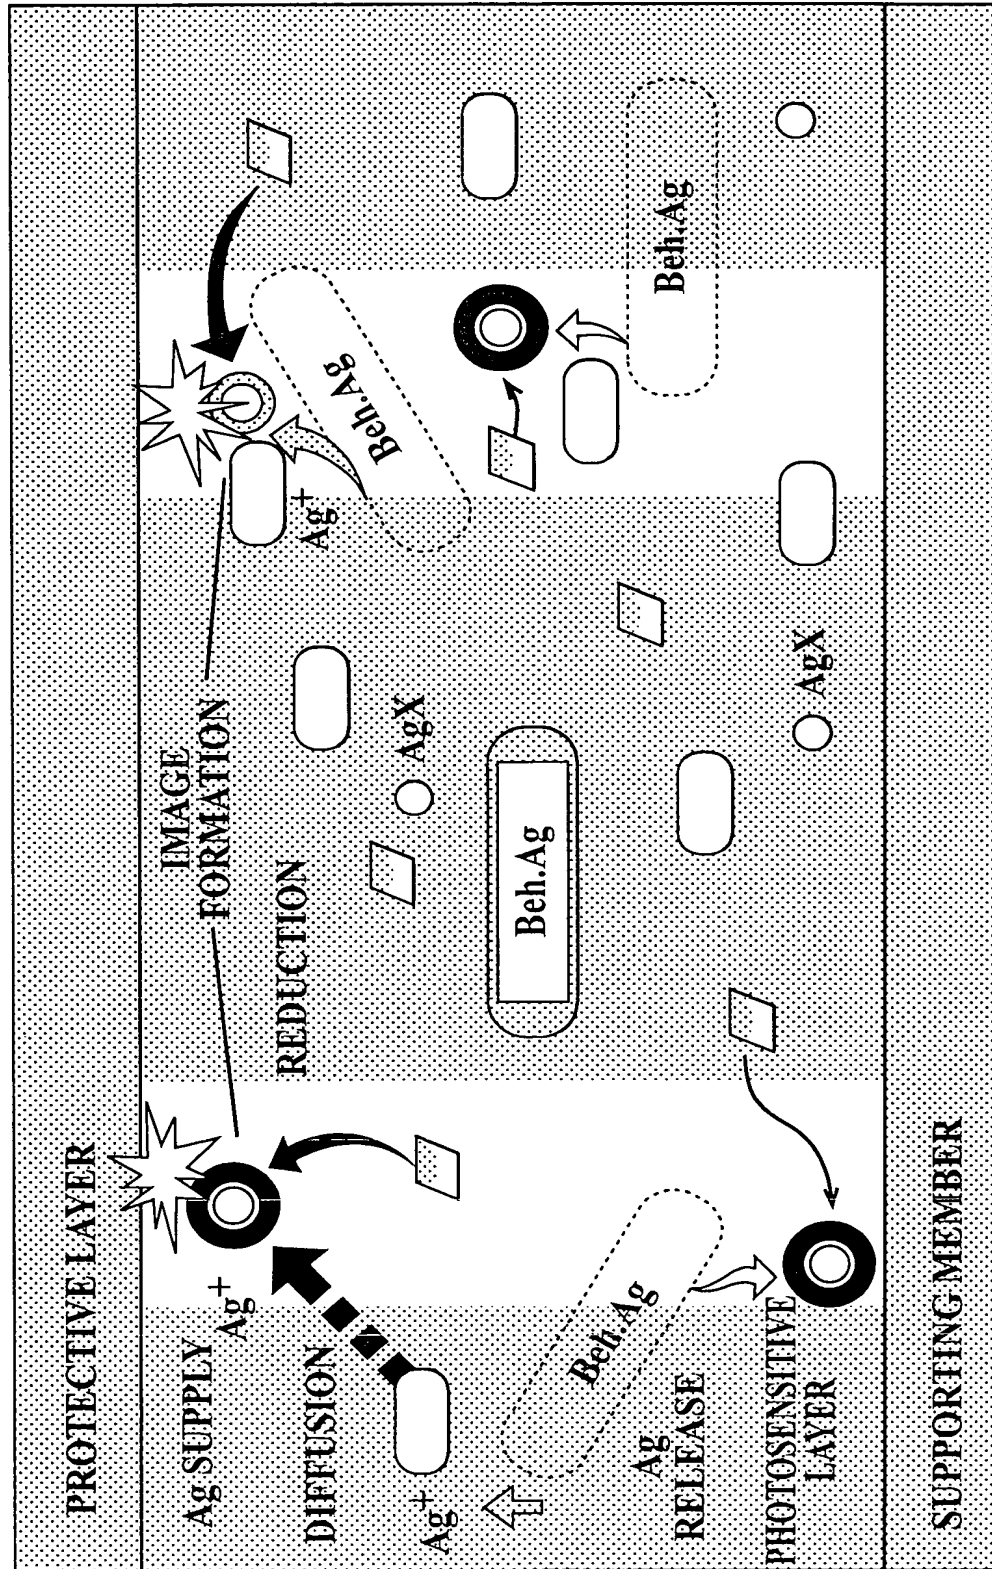 PROTECTIVE LAYER
IMAGE
FORMATION
Ag SUPPLY
Ag+
REDUCTION
DIFFUSION
Ag+
Beh.Ag
AgX
Ag+
Beh.Ag
Beh.Ag
Beh.Ag
Ag
RELEASE
AgX
PHOTOSENSITIVE
LAYER
SUPPORTING MEMBER